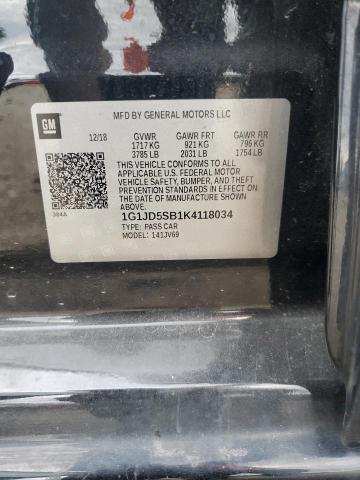 MFD BY GENERAL MOTORS LLC
GM
12/18 GVWR GAWR FRT GAWR RR
1717 KG 921 KG 796 KG
3785 LB 2031 LB 1754 LB
THIS VEHICLE CONFORMS TO ALL
APPLICABLE U.S. FEDERAL MOTOR
VEHICLE SAFETY, BUMPER, AND THEFT
PREVENTION STANDARDS IN EFFECT
ON THE DATE OF MANUFACTURE SHOWN
ABOVE.
384A
1G1JD5SB1K4118034
TYPE: PASS CAR
MODEL: 141JV69